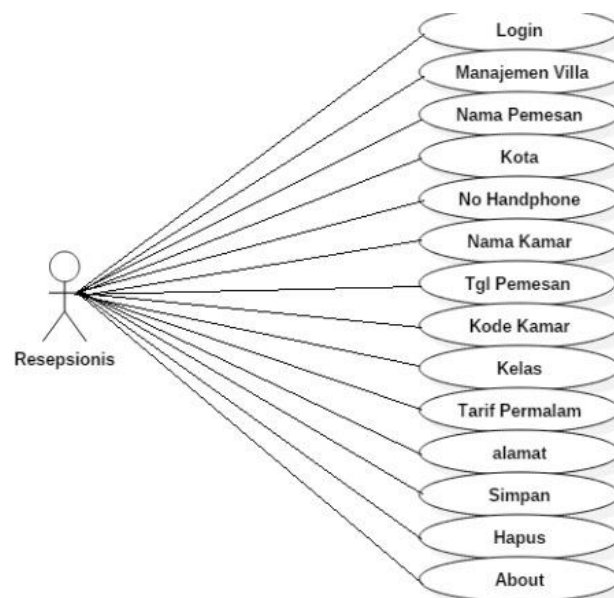 Login
Manajemen Villa
Nama Pemesan
Kota
No Handphone
Nama Kamar
Tgl Pemesan
Kode Kamar
Kelas
Tarif Permalam
alamat
Simpan
Hapus
About
Resepsionis